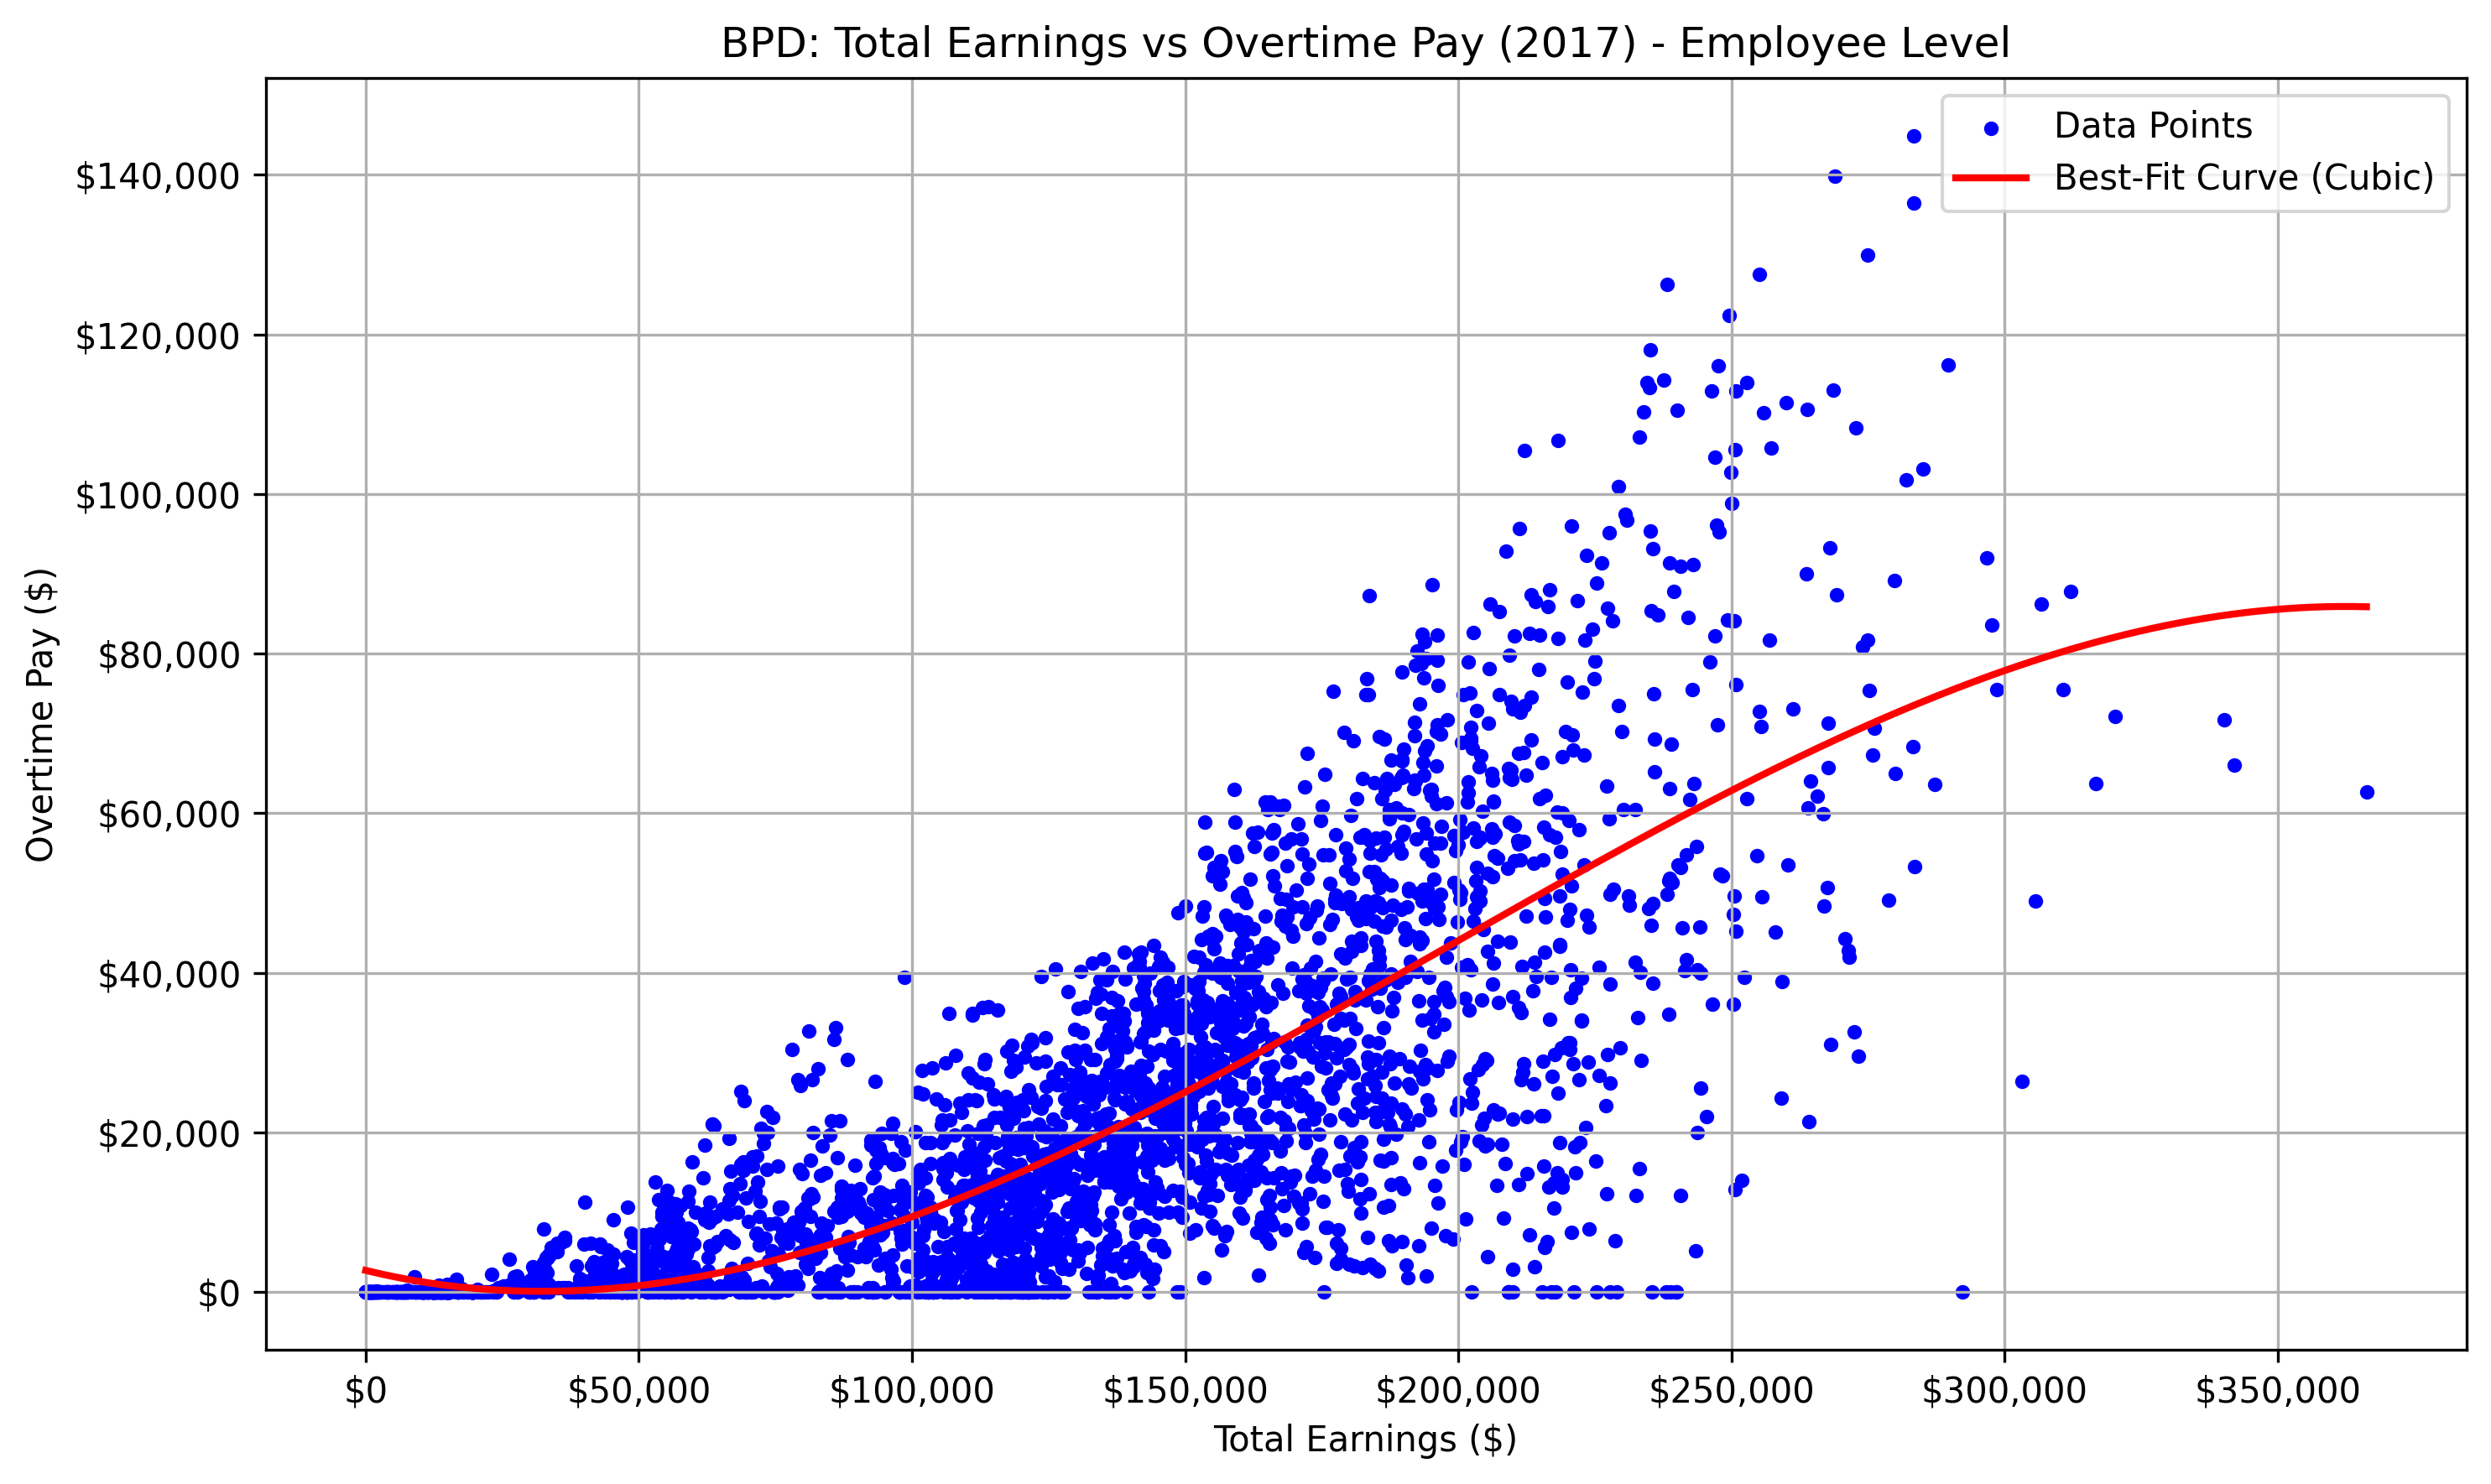 BPD: Total Earnings vs Overtime Pay (2017) - Employee Level
Data Points
Best-Fit Curve (Cubic)
Overtime Pay ($)
$140,000
$120,000
$100,000
$80,000
$60,000
$40,000
$20,000
$0
$0 $50,000 $100,000 $150,000 $200,000 $250,000 $300,000 $350,000
Total Earnings ($)